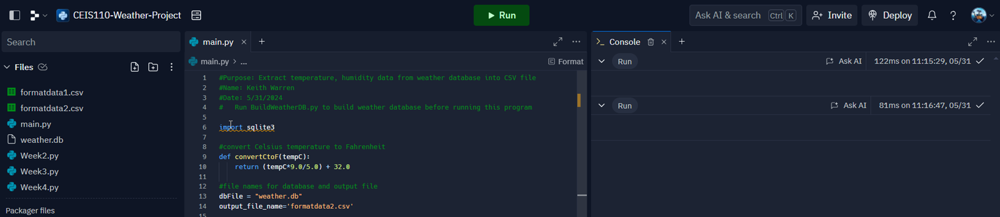 CEIS110-Weather-Project
Run
Ask AI & search Ctrl K
Invite
Deploy
Search
main.py
Console
main.py > ...
Format
Run
Ask AI
122ms on 11:15:29, 05/31
Files
formatdata1.csv
formatdata2.csv
main.py
weather.db
Week2.py
Week3.py
Week4.py
Packager files
1 #Purpose: Extract temperature, humidity data from weather database into CSV file
2 #Name: Keith Warren
3 #Date: 5/31/2024
4 #   Run BuildWeatherDB.py to build weather database before running this program
5
6 import sqlite3
7
8 #convert Celsius temperature to Fahrenheit
9 def convertCtoF(tempC):
10     return (tempC*9.0/5.0) + 32.0
11
12 #file names for database and output file
13 dbFile = "weather.db"
14 output_file_name='formatdata2.csv'
15
Run
Ask AI
81ms on 11:16:47, 05/31